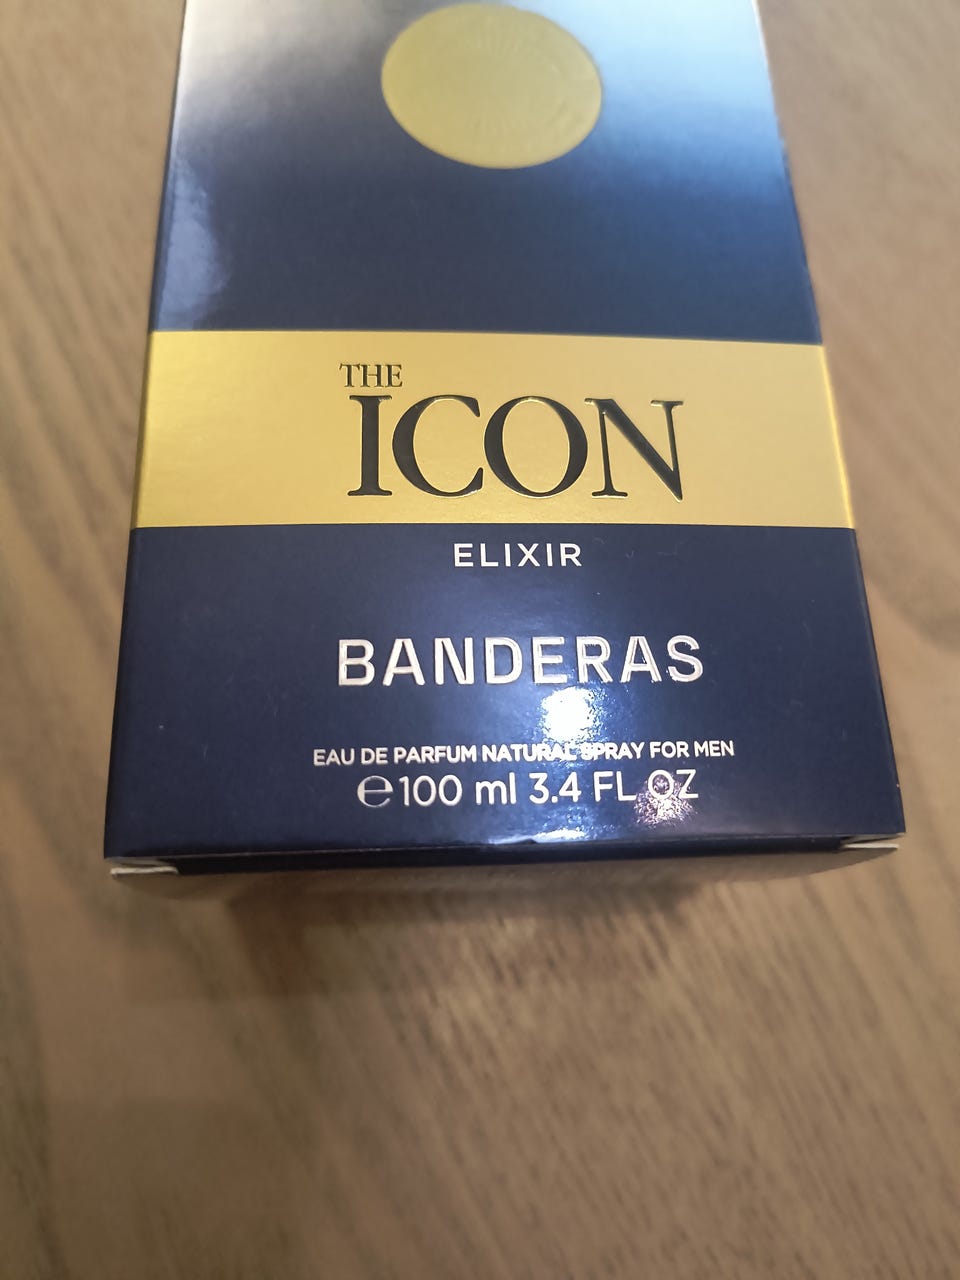 THE
ICON
ELIXIR
BANDERAS
EAU DE PARFUM NATURAL SPRAY FOR MEN
℮100 ml 3.4 FL OZ